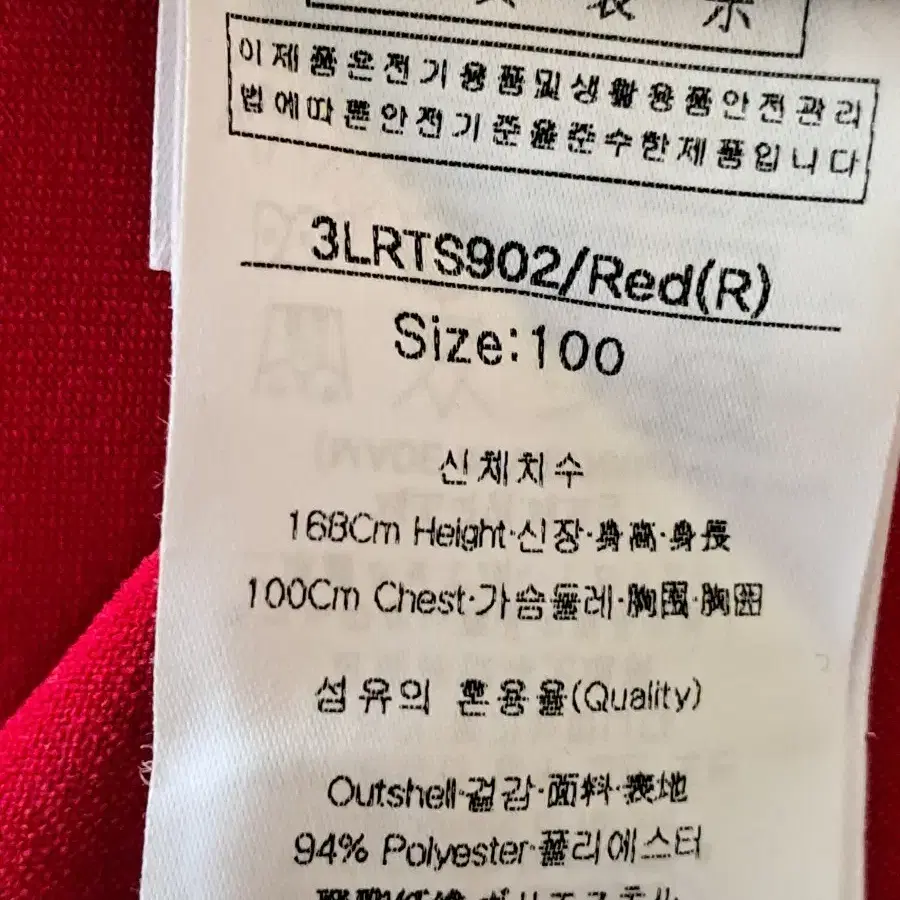 表示
이제품은전기용품및생활용품안전관리
법에따른안전기준을준수한제품입니다
3LRTS902/Red(R)
Size:100
신체치수
168Cm Height·신장·身高·身長
100Cm Chest·가슴둘레·胸围·胸囲
섬유의 혼용율(Quality)
Outshell·겉감·面料·表地
94% Polyester·폴리에스터